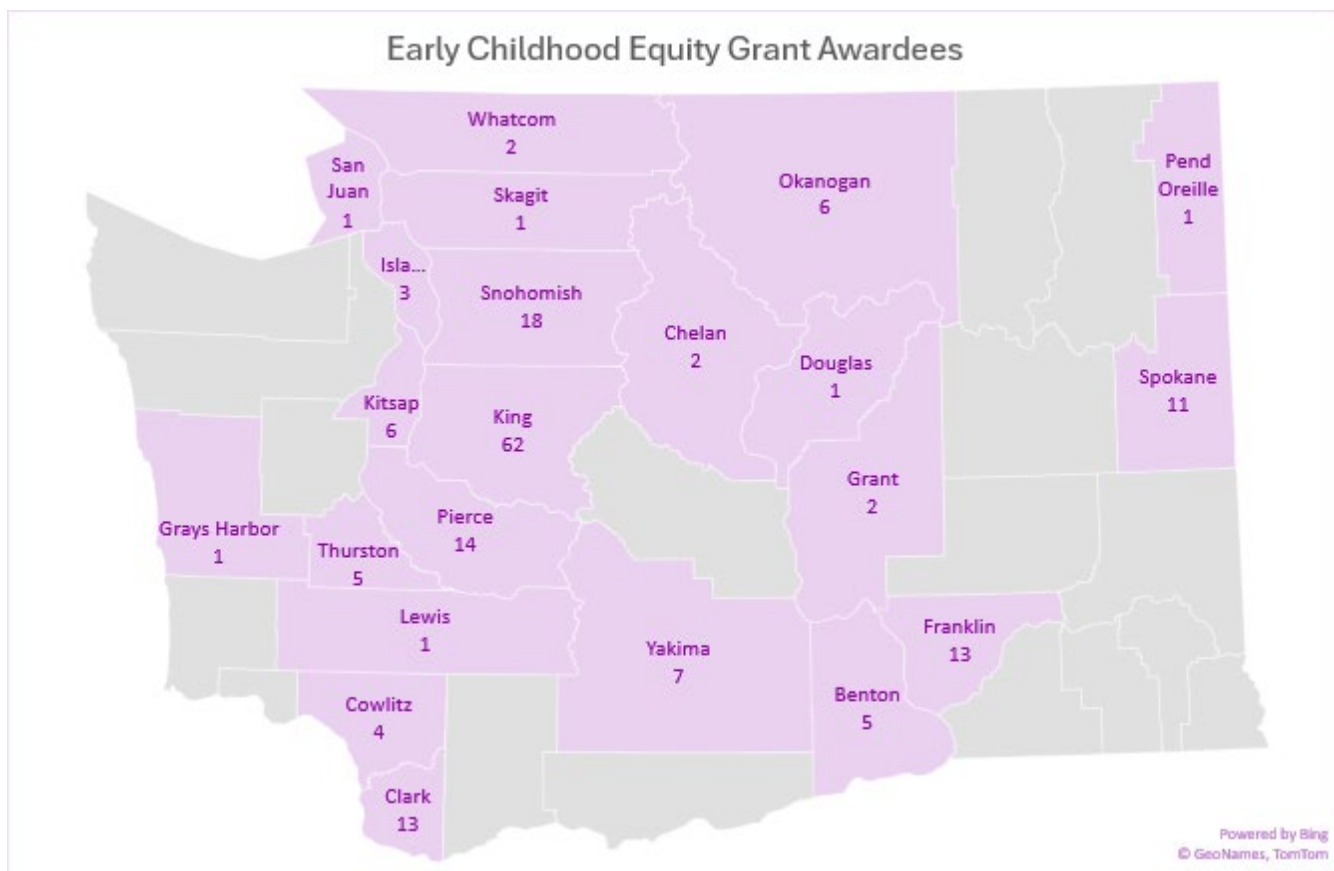 Early Childhood Equity Grant Awardees
Whatcom
2
San
Juan
1
Skagit
1
Okanogan
6
Pend
Oreille
1
Isla...
3
Snohomish
18
Chelan
2
Douglas
1
Spokane
11
Kitsap
6
King
62
Grant
2
Grays Harbor
1
Thurston
5
Pierce
14
Lewis
1
Yakima
7
Franklin
13
Benton
5
Cowlitz
4
Clark
13
Powered by Bing
© GeoNames, TomTom